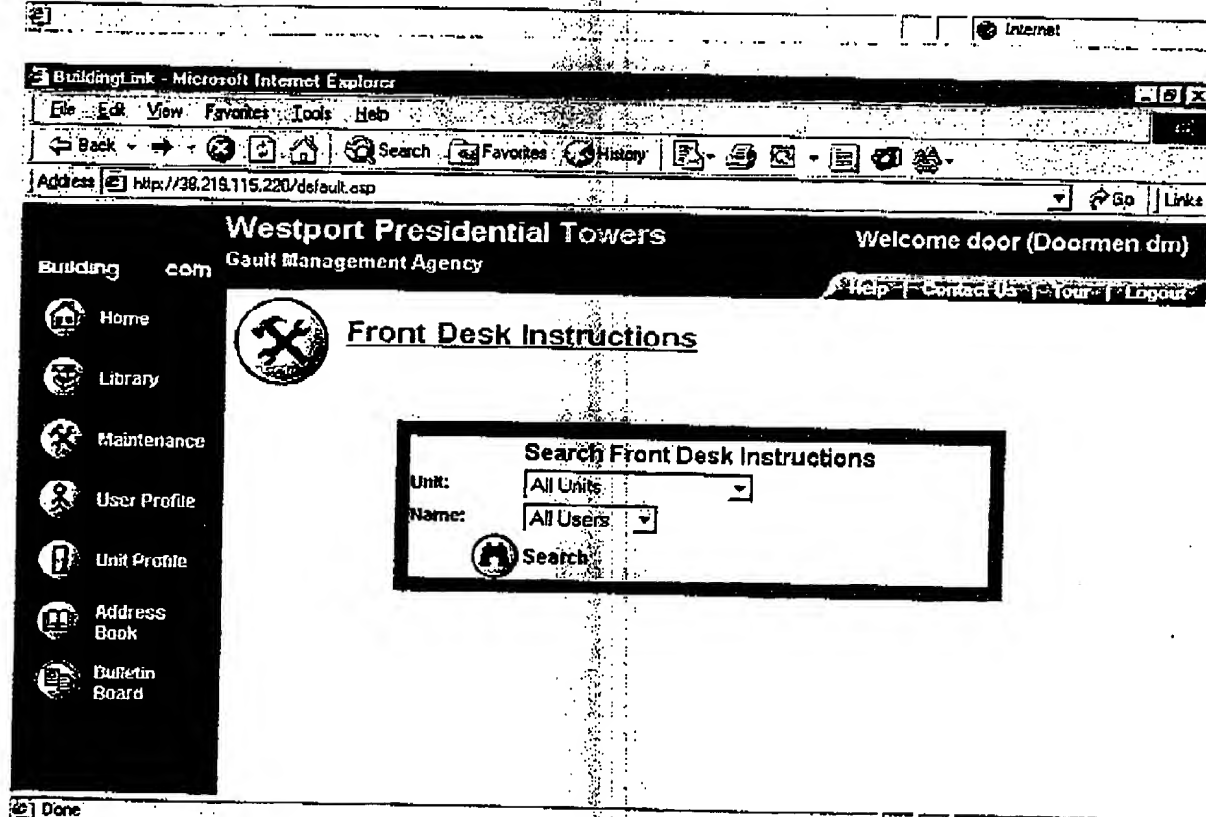 Internet
BuildingLink - Microsoft Internet Explorer
File Edit View Favorites Tools Help
Back Search Favorites History
Address http://38.219.115.220/default.asp Go Links
Westport Presidential Towers
Gault Management Agency
Welcome door (Doormen dm)
Building com
Help | Contact Us | Tour | Logout
Home
Front Desk Instructions
Library
Maintenance
User Profile
Unit Profile
Address
Book
Bulletin
Board
Search Front Desk Instructions
Unit: All Units
Name: All Users
Search
Done